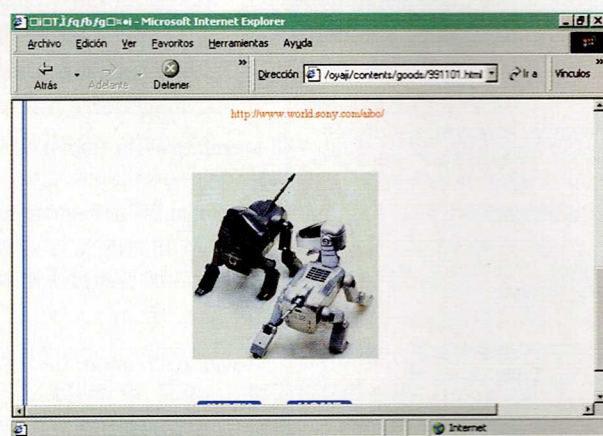 - Microsoft Internet Explorer
Archivo Edición Ver Favoritos Herramientas Ayuda
Atrás Adelante Detener » Dirección /oyaji/contents/goods/991101.html Ir a Vínculos »
http://www.world.sony.com/aibo/
Internet